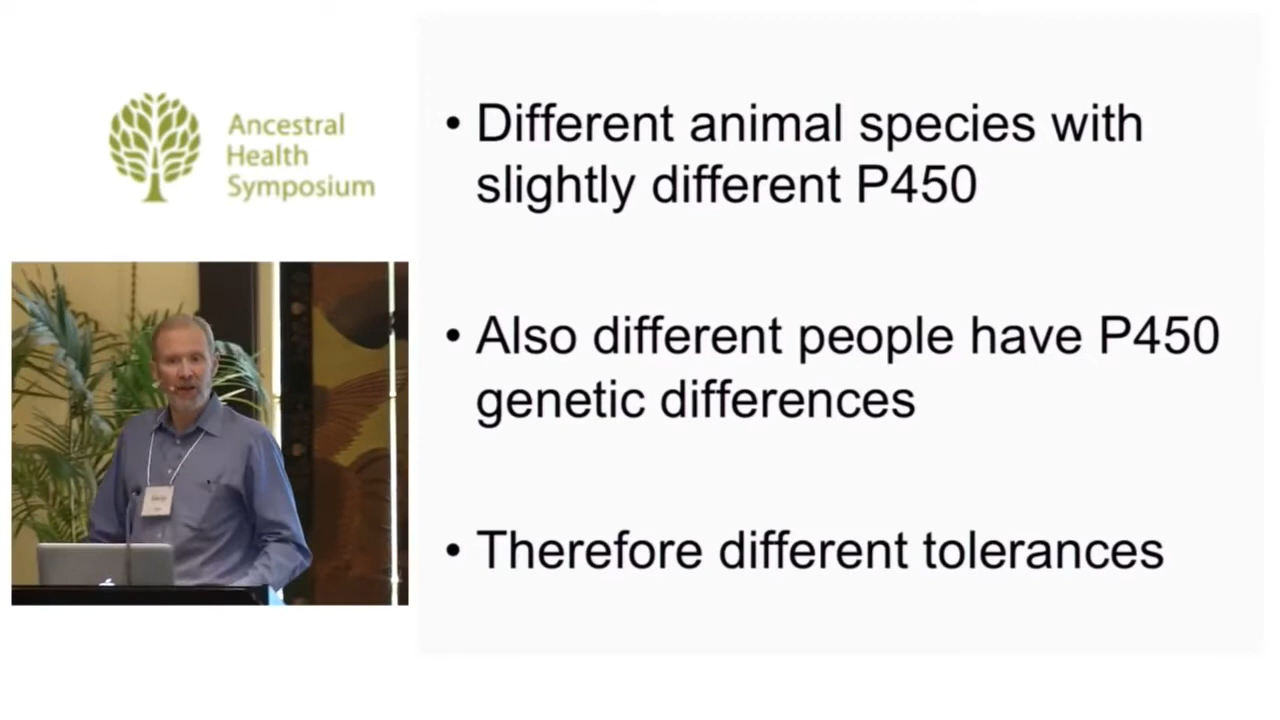 Ancestral
Health
Symposium
• Different animal species with
slightly different P450
• Also different people have P450
genetic differences
• Therefore different tolerances